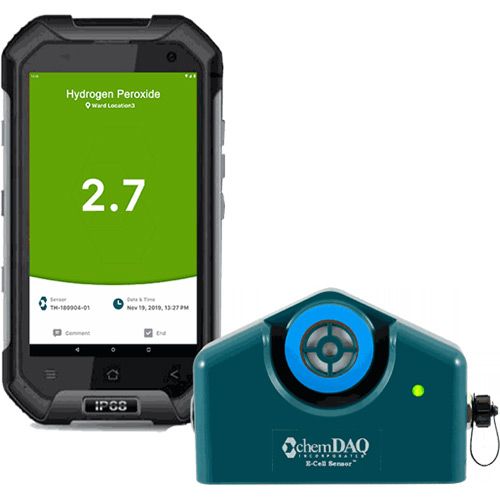 Hydrogen Peroxide
Ward Location3
2.7
Sensor
TH-180904-01
Date & Time
Nov 19, 2019, 13:27 PM
Comment
End
IP68
chemDAQ
INCORPORATED
E-Cell Sensor™